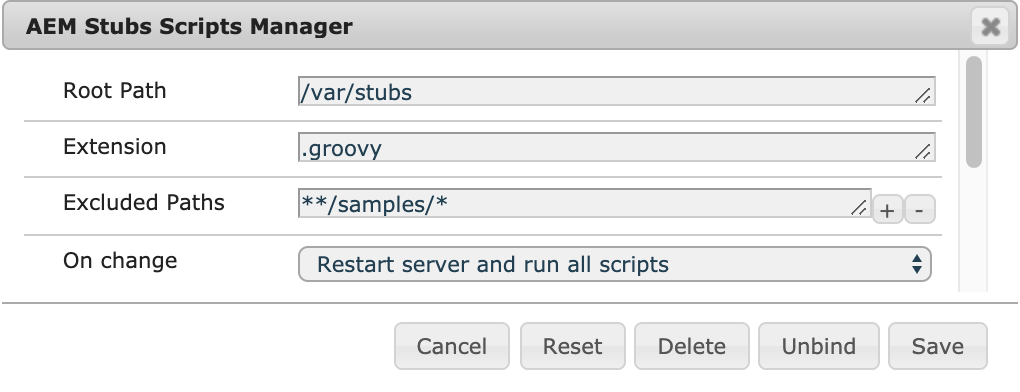 AEM Stubs Scripts Manager
Root Path /var/stubs
Extension .groovy
Excluded Paths **/samples/* + -
On change Restart server and run all scripts
Cancel Reset Delete Unbind Save